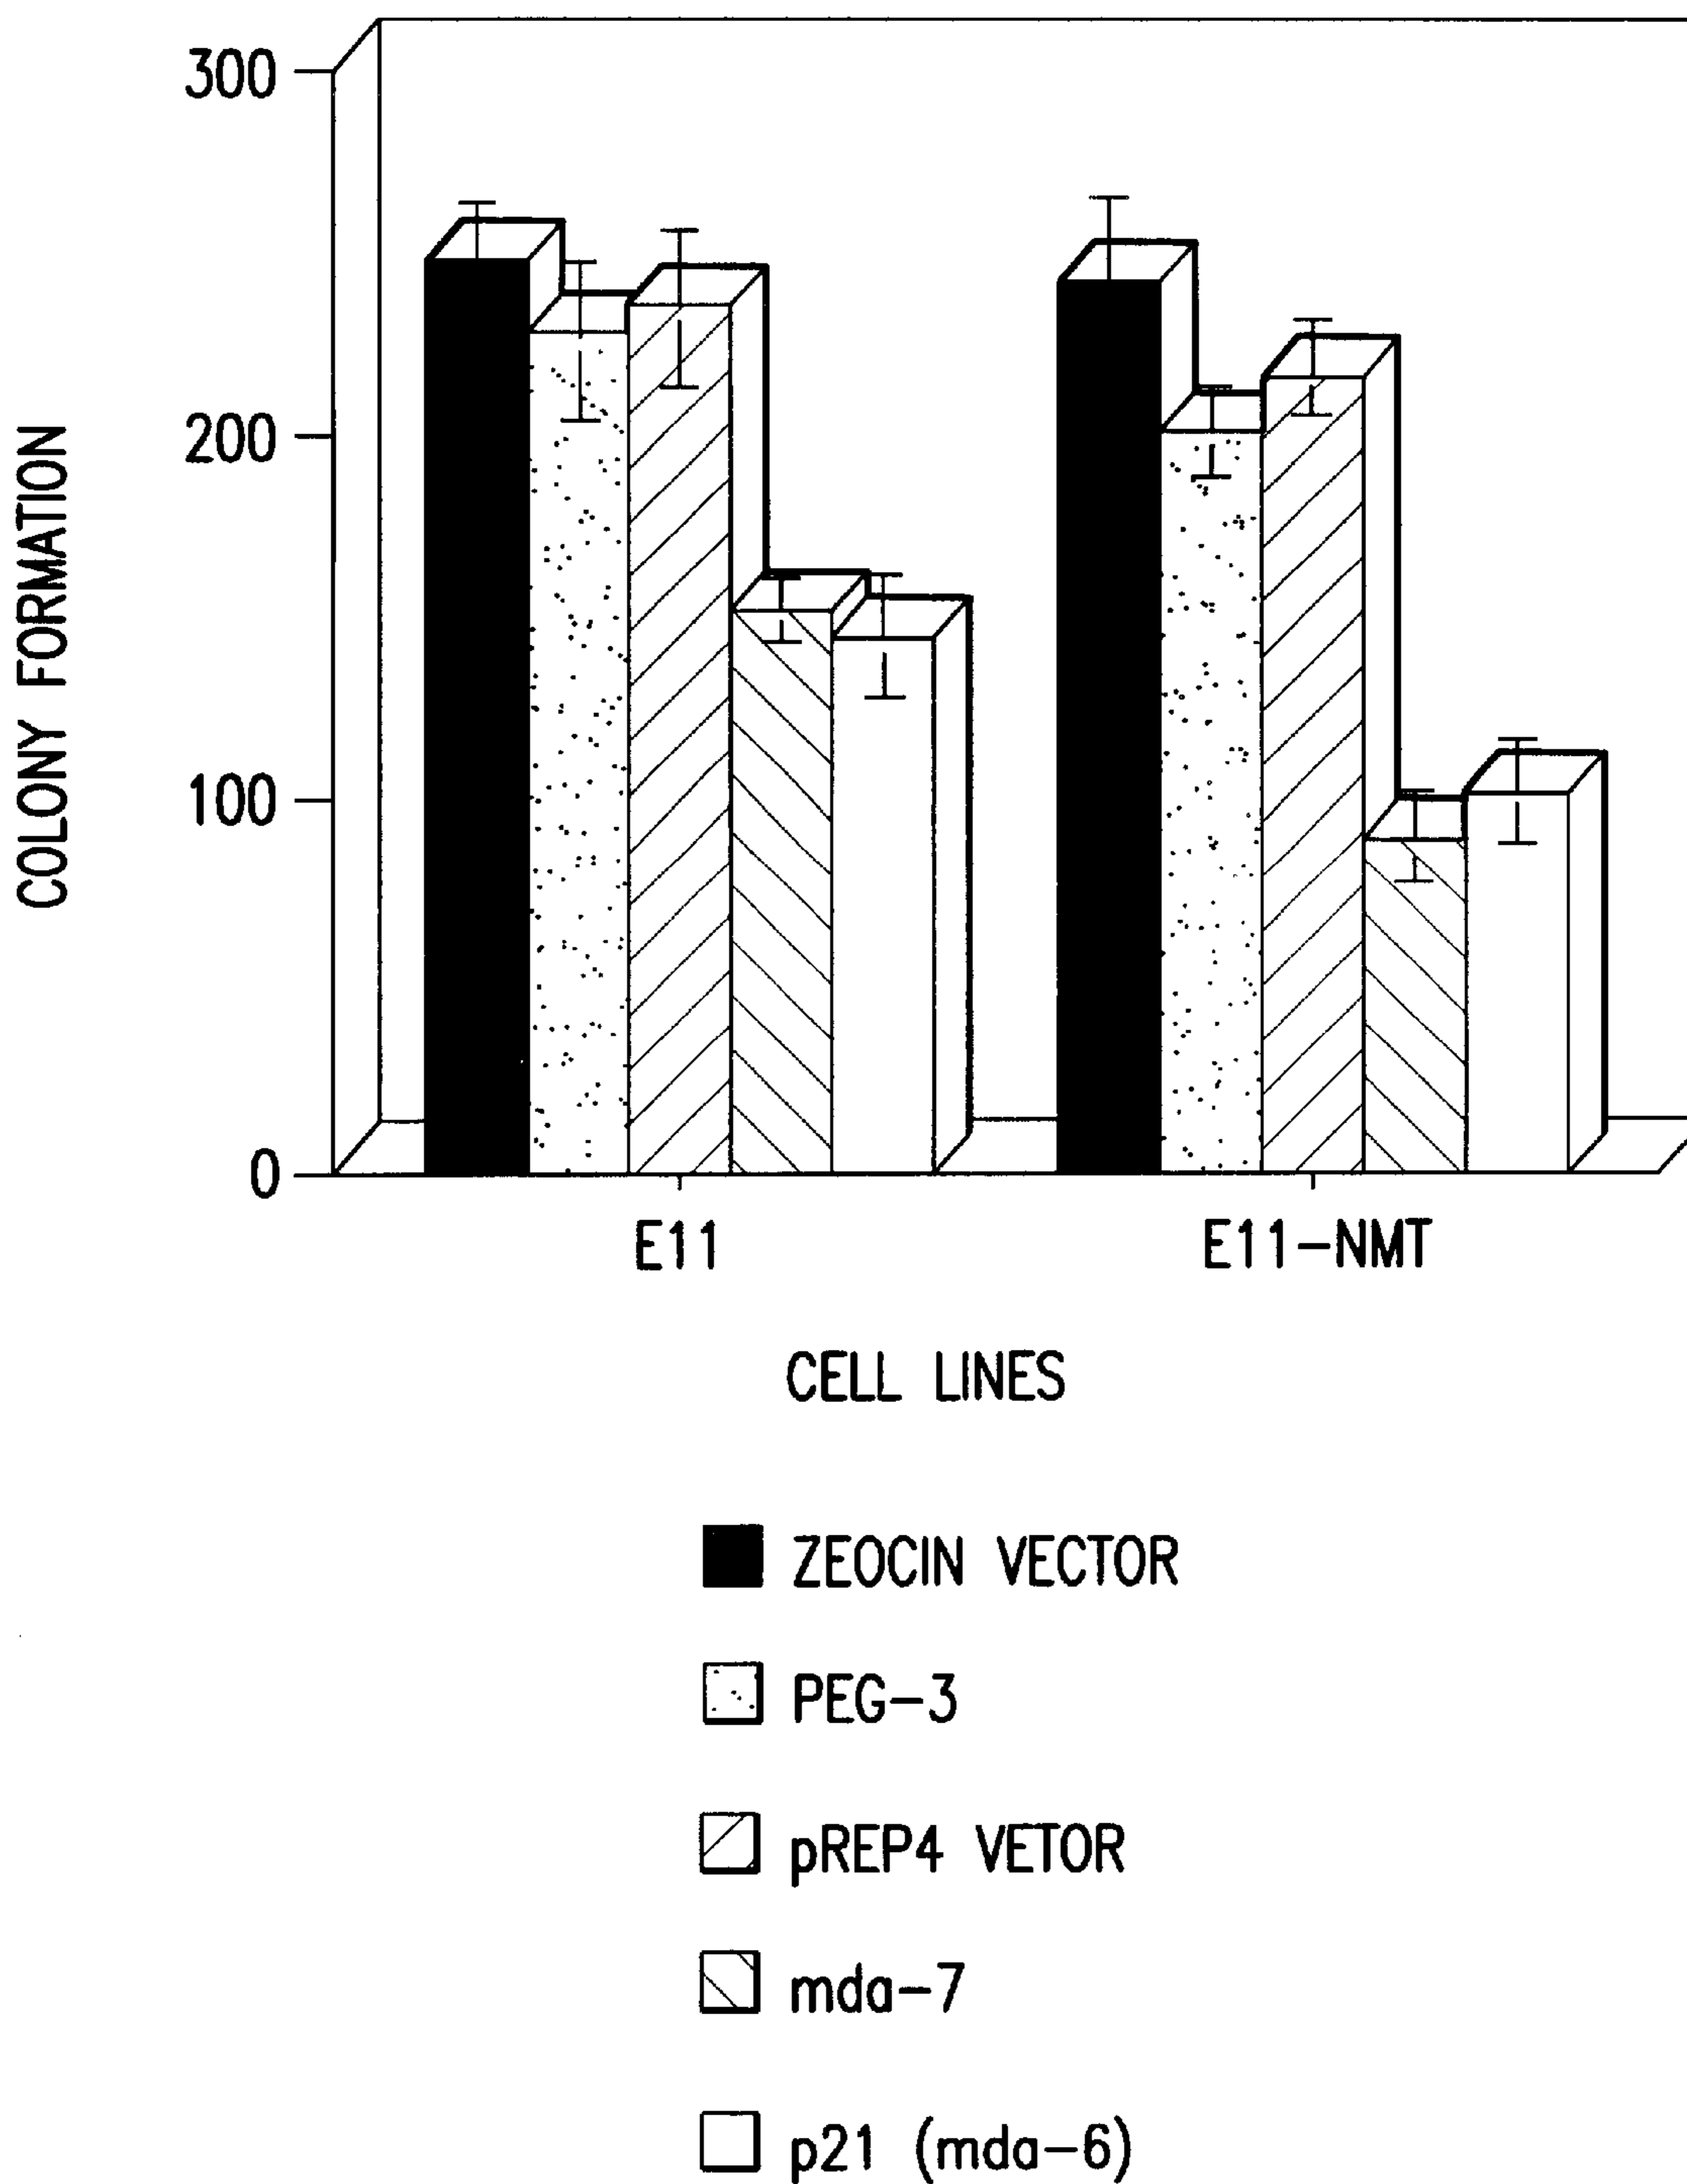 300
200
100
0
COLONY FORMATION
E11
E11-NMT
CELL LINES
ZEOCIN VECTOR
PEG-3
pREP4 VETOR
mda-7
p21 (mda-6)